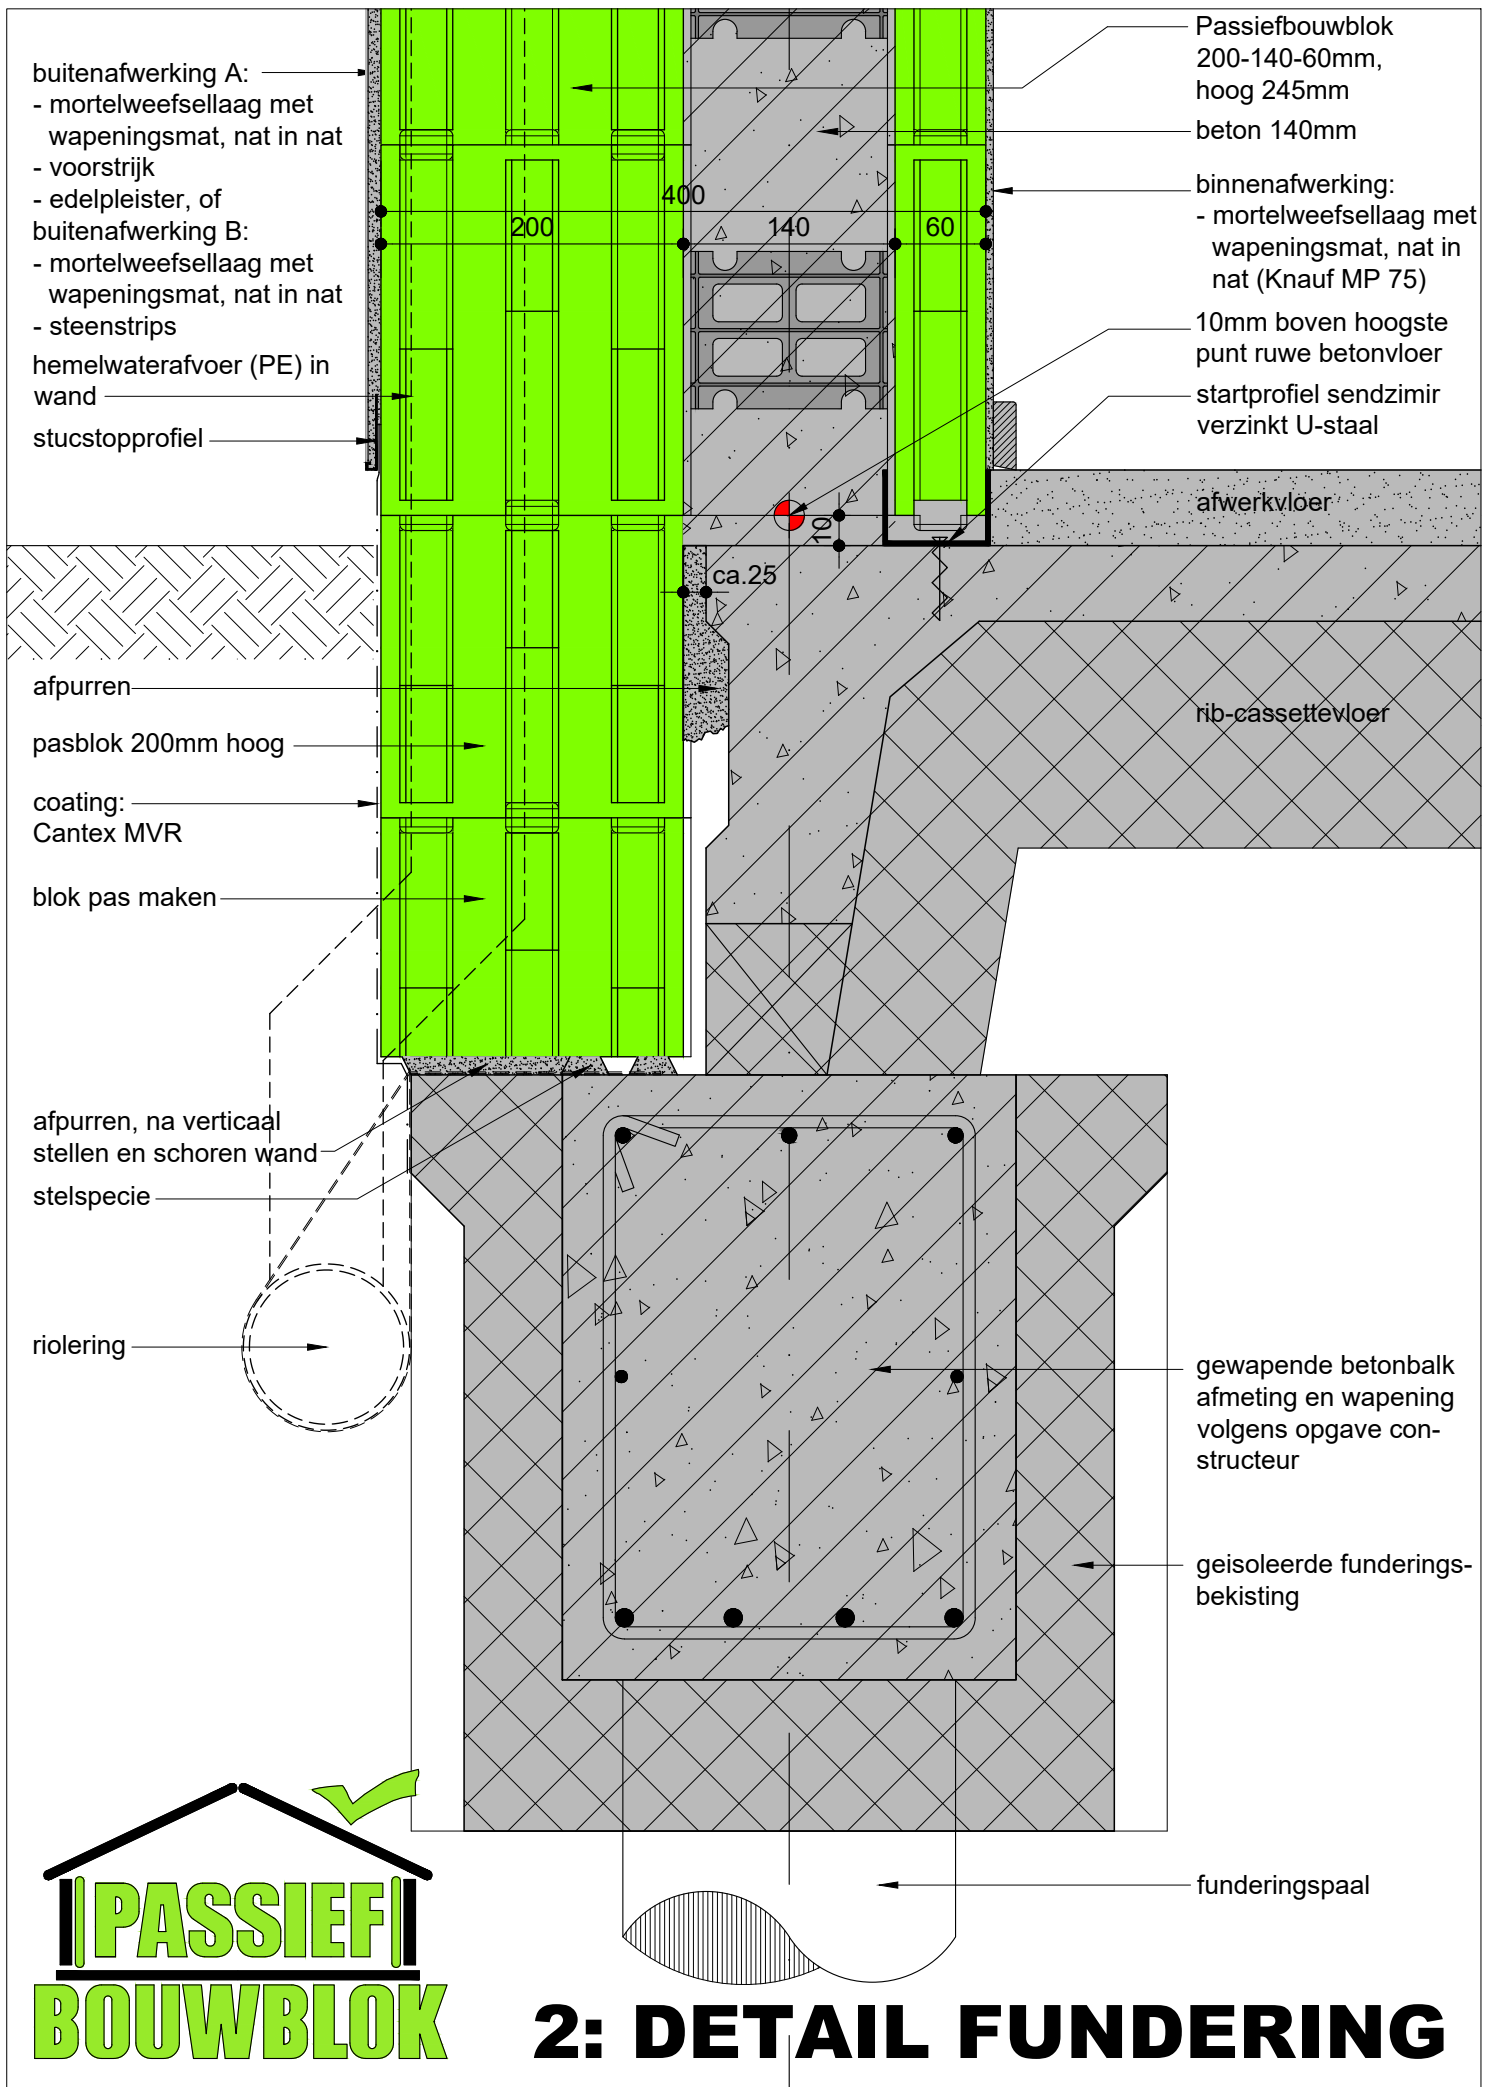 buitenafwerking A:
- mortelweefsellaag met
wapeningsmat, nat in nat
- voorstrijk
- edelpleister, of
buitenafwerking B:
- mortelweefsellaag met
wapeningsmat, nat in nat
- steenstrips
hemelwaterafvoer (PE) in
wand
stucstopprofiel
afpurren
pasblok 200mm hoog
coating:
Cantex MVR
blok pas maken
afpurren, na verticaal
stellen en schoren wand
stelspecie
riolering
400
200
140
60
10
ca.25
Passiefbouwblok
200-140-60mm,
hoog 245mm
beton 140mm
binnenafwerking:
- mortelweefsellaag met
wapeningsmat, nat in
nat (Knauf MP 75)
10mm boven hoogste
punt ruwe betonvloer
startprofiel sendzimir
verzinkt U-staal
afwerkvloer
rib-cassettevloer
gewapende betonbalk
afmeting en wapening
volgens opgave con-
structeur
geisoleerde funderings-
bekisting
funderingspaal
PASSIEF
BOUWBLOK
2: DETAIL FUNDERING